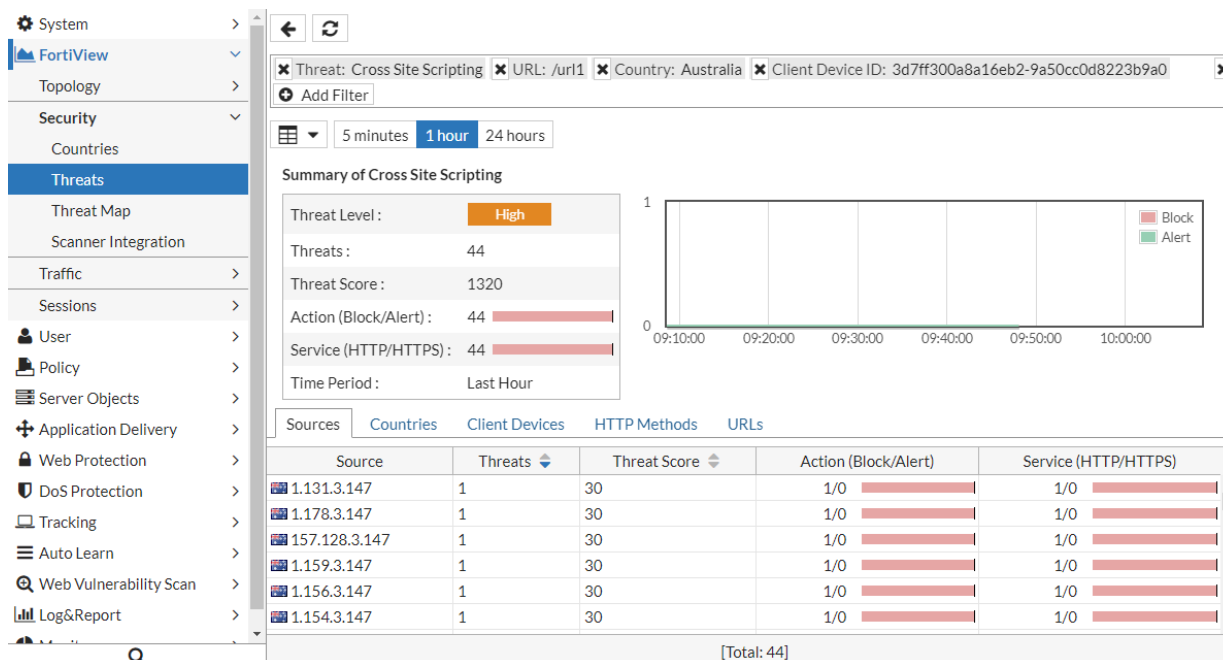 System
FortiView
Topology
Security
Countries
Threats
Threat Map
Scanner Integration
Traffic
Sessions
User
Policy
Server Objects
Application Delivery
Web Protection
DoS Protection
Tracking
Auto Learn
Web Vulnerability Scan
Log&Report
Threat: Cross Site Scripting URL: /url1 Country: Australia Client Device ID: 3d7ff300a8a16eb2-9a50cc0d8223b9a0
Add Filter
5 minutes 1 hour 24 hours
Summary of Cross Site Scripting
Threat Level : High
Threats : 44
Threat Score : 1320
Action (Block/Alert) : 44
Service (HTTP/HTTPS) : 44
Time Period : Last Hour
1
Block
Alert
0
09:10:00 09:20:00 09:30:00 09:40:00 09:50:00 10:00:00
Sources Countries Client Devices HTTP Methods URLs
Source Threats Threat Score Action (Block/Alert) Service (HTTP/HTTPS)
1.131.3.147 1 30 1/0 1/0
1.178.3.147 1 30 1/0 1/0
157.128.3.147 1 30 1/0 1/0
1.159.3.147 1 30 1/0 1/0
1.156.3.147 1 30 1/0 1/0
1.154.3.147 1 30 1/0 1/0
[Total: 44]